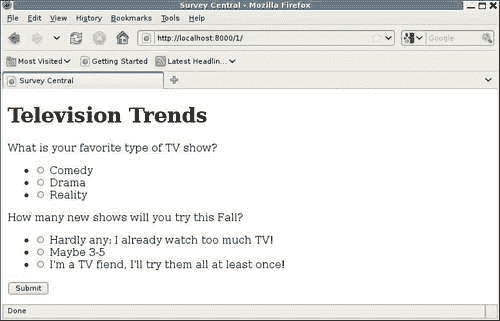 Survey Central - Mozilla Firefox
File Edit View History Bookmarks Tools Help
http://localhost:8000/1/
Google
Most Visited Getting Started Latest Headlin...
Survey Central
Television Trends
What is your favorite type of TV show?
Comedy
Drama
Reality
How many new shows will you try this Fall?
Hardly any: I already watch too much TV!
Maybe 3-5
I'm a TV fiend, I'll try them all at least once!
Submit
Done